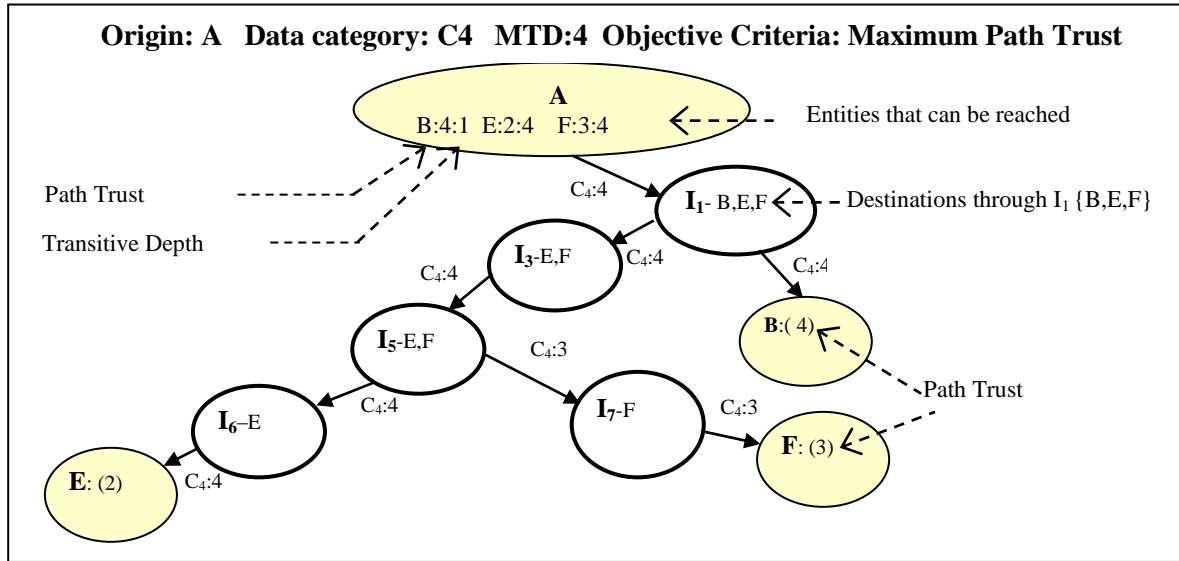 Origin: A Data category: C4 MTD:4 Objective Criteria: Maximum Path Trust
A
B:4:1 E:2:4 F:3:4
Entities that can be reached
Path Trust
Transitive Depth
C₄:4
I₁- B,E,F
Destinations through I₁ {B,E,F}
I₃-E,F
C₄:4
C₄:4
C₄:4
B:( 4)
I₅-E,F
C₄:3
Path Trust
C₄:4
I₆–E
I₇-F
C₄:3
F: (3)
E: (2)
C₄:4